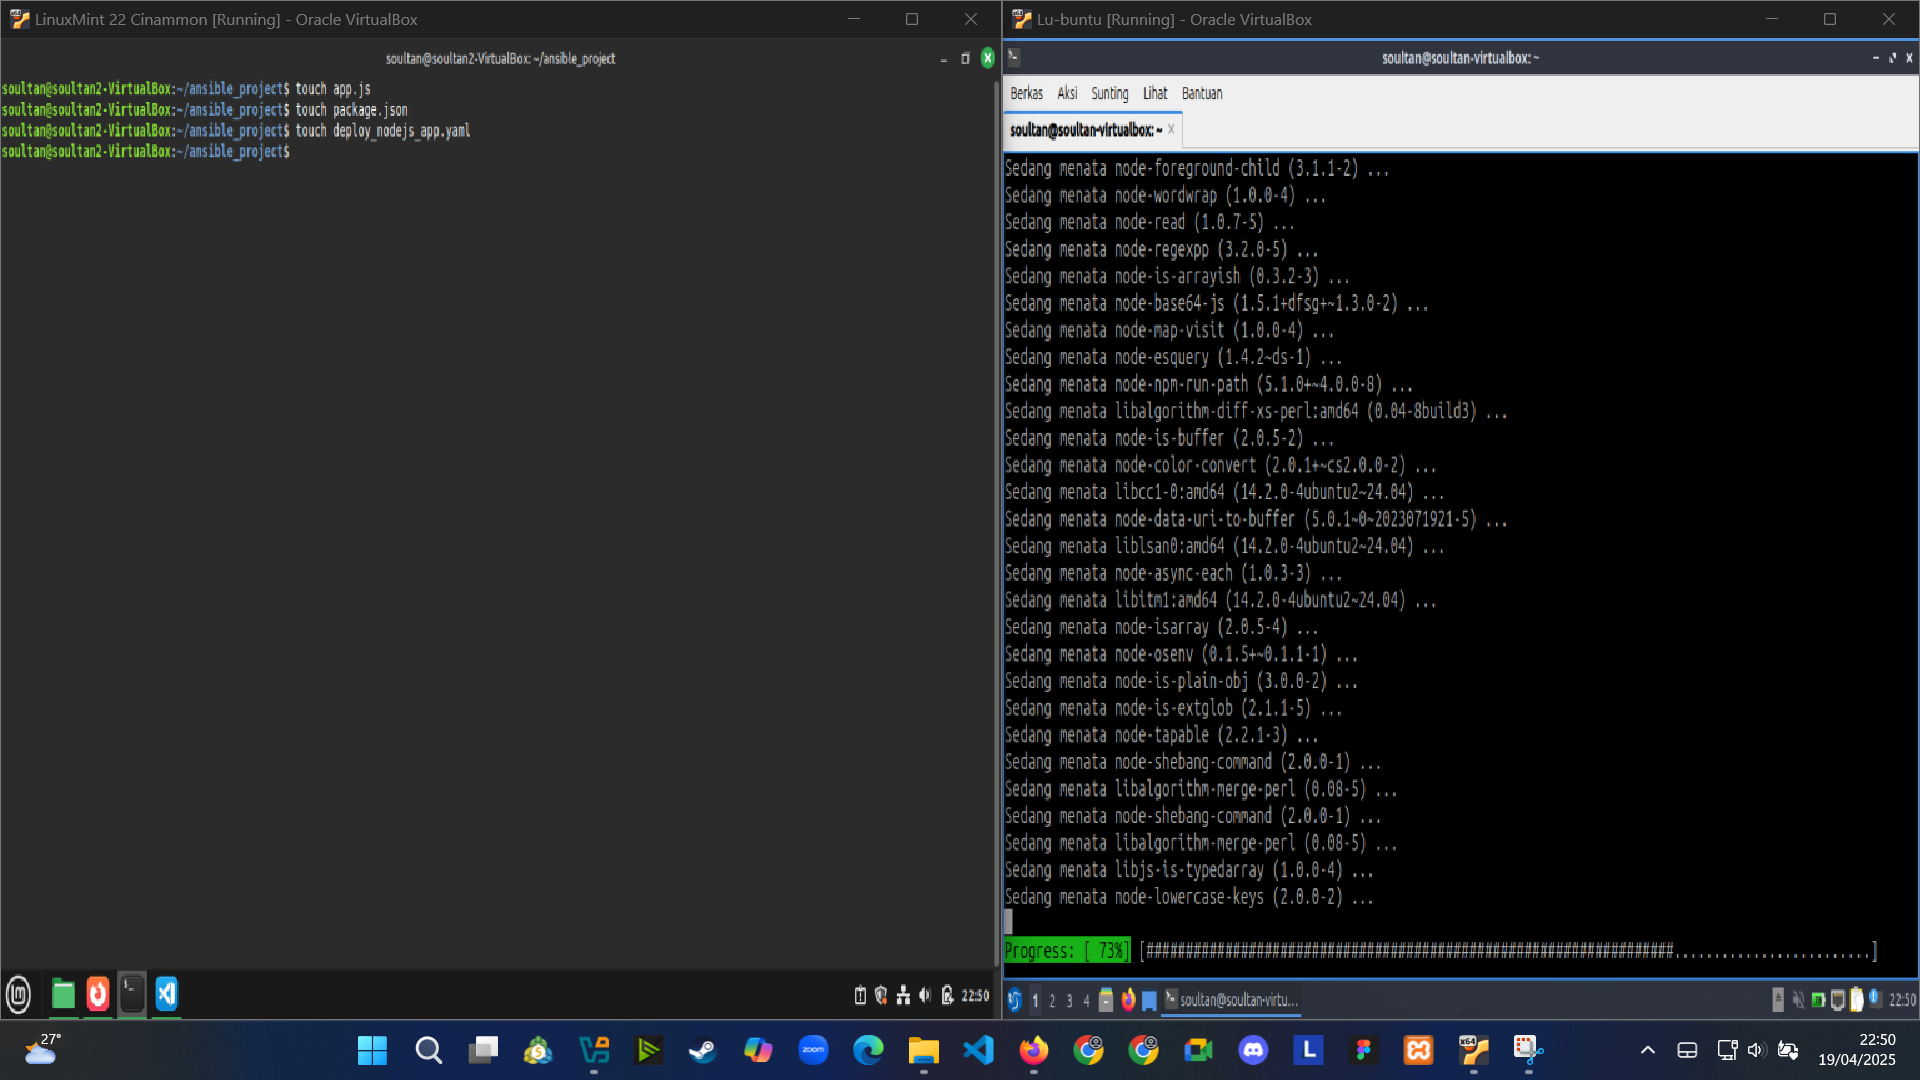 LinuxMint 22 Cinammon [Running] - Oracle VirtualBox
soultan@soultan2-VirtualBox: ~/ansible_project
soultan@soultan2-VirtualBox:~/ansible_project$ touch app.js
soultan@soultan2-VirtualBox:~/ansible_project$ touch package.json
soultan@soultan2-VirtualBox:~/ansible_project$ touch deploy_nodejs_app.yaml
soultan@soultan2-VirtualBox:~/ansible_project$
22:50
Lu-buntu [Running] - Oracle VirtualBox
soultan@soultan-virtualbox: ~
Berkas Aksi Sunting Lihat Bantuan
soultan@soultan-virtualbox: ~
Sedang menata node-foreground-child (3.1.1-2) ...
Sedang menata node-wordwrap (1.0.0-4) ...
Sedang menata node-read (1.0.7-5) ...
Sedang menata node-regexpp (3.2.0-5) ...
Sedang menata node-is-arrayish (0.3.2-3) ...
Sedang menata node-base64-js (1.5.1+dfsg+~1.3.0-2) ...
Sedang menata node-map-visit (1.0.0-4) ...
Sedang menata node-esquery (1.4.2~ds-1) ...
Sedang menata node-npm-run-path (5.1.0+~4.0.0-8) ...
Sedang menata libalgorithm-diff-xs-perl:amd64 (0.04-8build3) ...
Sedang menata node-is-buffer (2.0.5-2) ...
Sedang menata node-color-convert (2.0.1+~cs2.0.0-2) ...
Sedang menata libcc1-0:amd64 (14.2.0-4ubuntu2~24.04) ...
Sedang menata node-data-uri-to-buffer (5.0.1~0~2023071921-5) ...
Sedang menata liblsan0:amd64 (14.2.0-4ubuntu2~24.04) ...
Sedang menata node-async-each (1.0.3-3) ...
Sedang menata libitm1:amd64 (14.2.0-4ubuntu2~24.04) ...
Sedang menata node-isarray (2.0.5-4) ...
Sedang menata node-osenv (0.1.5+~0.1.1-1) ...
Sedang menata node-is-plain-obj (3.0.0-2) ...
Sedang menata node-is-extglob (2.1.1-5) ...
Sedang menata node-tapable (2.2.1-3) ...
Sedang menata node-shebang-command (2.0.0-1) ...
Sedang menata libalgorithm-merge-perl (0.08-5) ...
Sedang menata node-shebang-command (2.0.0-1) ...
Sedang menata libalgorithm-merge-perl (0.08-5) ...
Sedang menata libjs-is-typedarray (1.0.0-4) ...
Sedang menata node-lowercase-keys (2.0.0-2) ...
Progress: [ 73%] [###################################################################.........................]
1 2 3 4 soultan@soultan-virtu... 22:50
27°
zoom
L
x64
22:50
19/04/2025